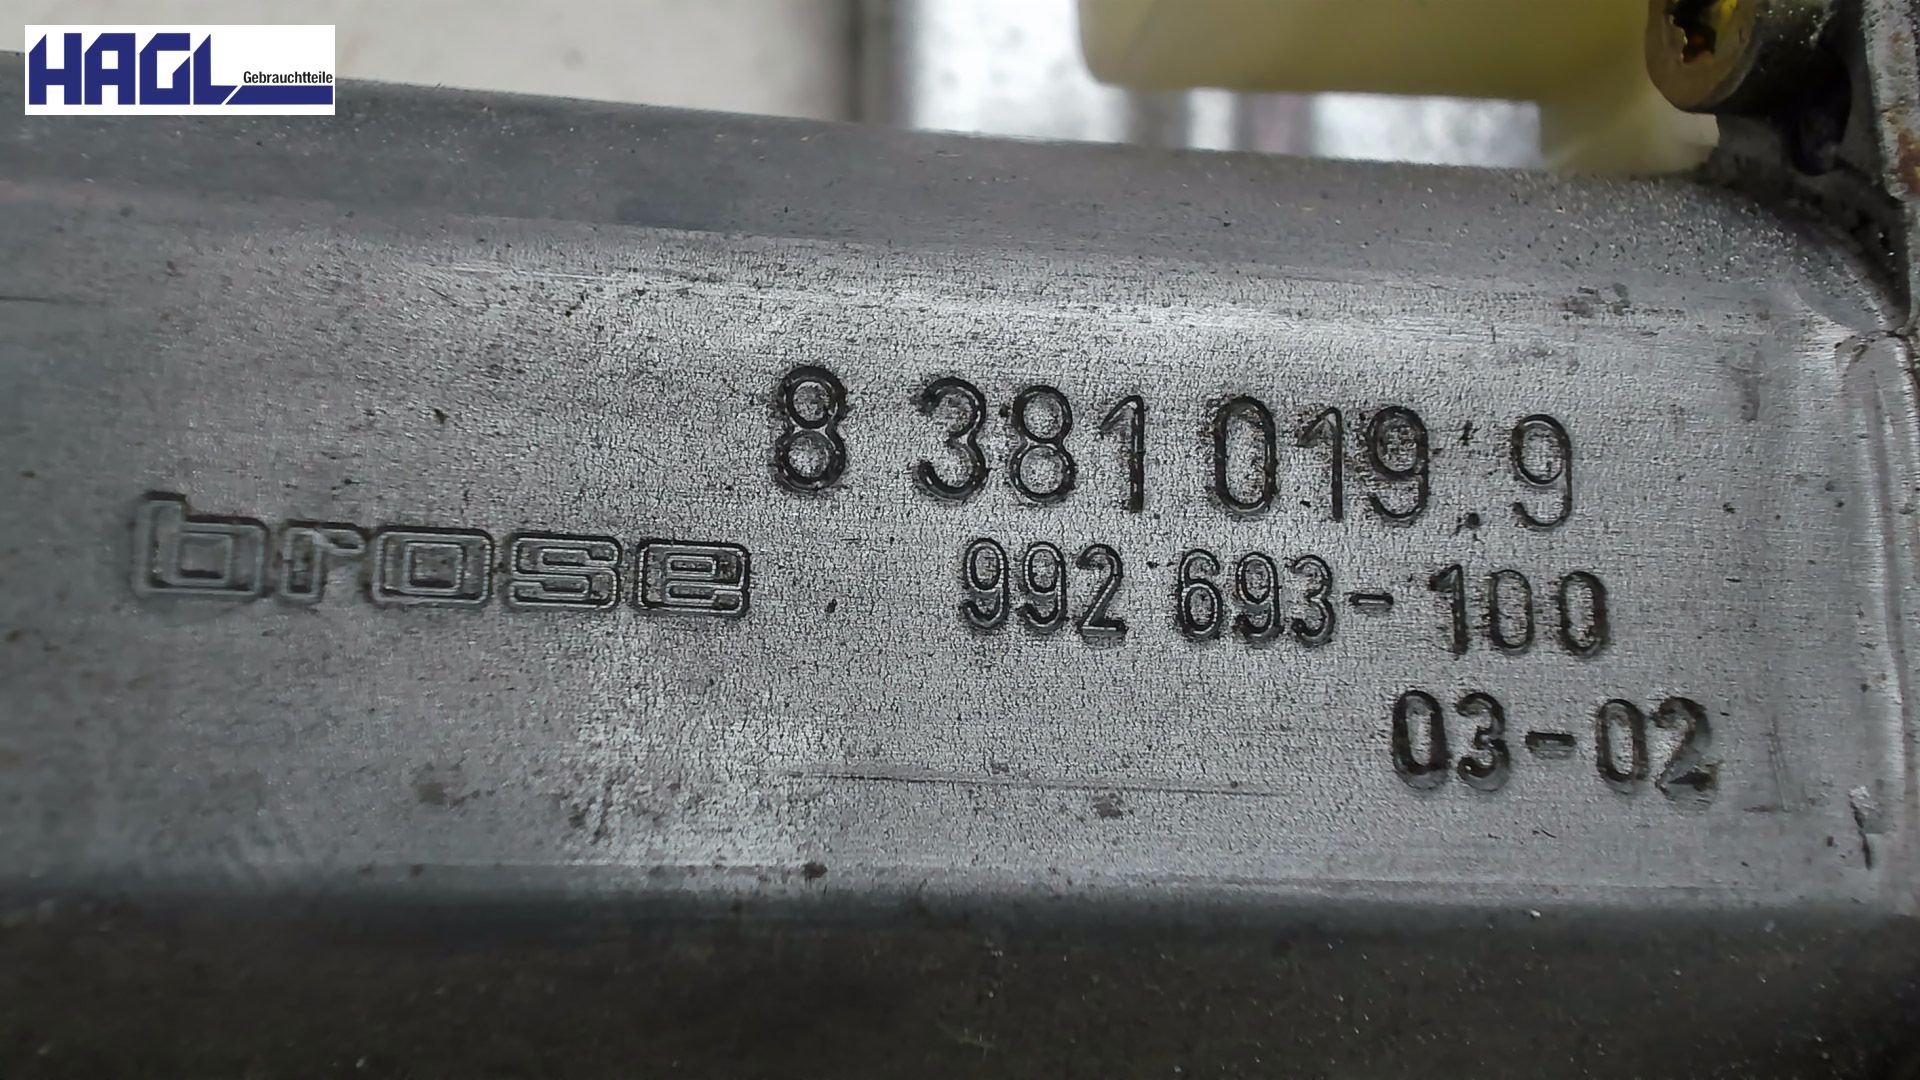 HAGL
Gebrauchtteile
8 381 019.9
brose 992 693-100
03-02